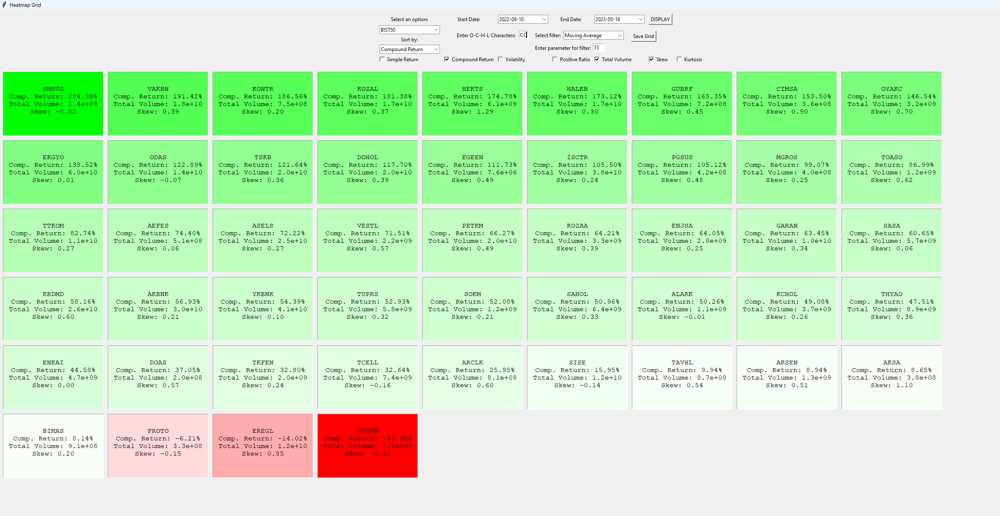 Heatmap Grid
Select an option: Start Date: 2022-08-10 End Date: 2023-05-16 DISPLAY
BIST50
Enter O-C-H-L Characters: CC Select filter: Moving Average Save Grid
Sort by:
Compound Return Enter parameter for filter: 15
Simple Return Compound Return Volatility Positive Ratio Total Volume Skew Kurtosis
SMRTG
Comp. Return: 284.38%
Total Volume: 1.4e+09
Skew: -0.02
VAKBN
Comp. Return: 191.42%
Total Volume: 1.8e+10
Skew: 0.39
KONTR
Comp. Return: 186.56%
Total Volume: 7.5e+08
Skew: 0.20
KOZAL
Comp. Return: 181.38%
Total Volume: 1.7e+10
Skew: 0.37
HEKTS
Comp. Return: 174.78%
Total Volume: 6.1e+09
Skew: 1.29
HALKB
Comp. Return: 173.12%
Total Volume: 1.7e+10
Skew: 0.30
GUBRF
Comp. Return: 165.35%
Total Volume: 7.2e+08
Skew: 0.45
CIMSA
Comp. Return: 153.50%
Total Volume: 3.6e+08
Skew: 0.90
OYAKC
Comp. Return: 146.54%
Total Volume: 3.2e+09
Skew: 0.70
EKGYO
Comp. Return: 138.52%
Total Volume: 6.0e+10
Skew: 0.01
ODAS
Comp. Return: 122.89%
Total Volume: 1.4e+10
Skew: -0.07
TSKB
Comp. Return: 121.64%
Total Volume: 2.0e+10
Skew: 0.36
DOHOL
Comp. Return: 117.70%
Total Volume: 2.0e+10
Skew: 0.39
EGEEN
Comp. Return: 111.73%
Total Volume: 7.6e+06
Skew: 0.49
ISCTR
Comp. Return: 105.50%
Total Volume: 3.8e+10
Skew: 0.24
PGSUS
Comp. Return: 105.12%
Total Volume: 4.2e+08
Skew: 0.48
MGROS
Comp. Return: 99.07%
Total Volume: 4.0e+08
Skew: 0.25
TOASO
Comp. Return: 86.99%
Total Volume: 1.2e+09
Skew: 0.62
TTKOM
Comp. Return: 82.74%
Total Volume: 1.1e+10
Skew: 0.27
AEFES
Comp. Return: 74.40%
Total Volume: 5.1e+08
Skew: 0.06
ASELS
Comp. Return: 72.22%
Total Volume: 2.5e+10
Skew: 0.27
VESTL
Comp. Return: 71.51%
Total Volume: 2.2e+09
Skew: 0.57
PETKM
Comp. Return: 66.27%
Total Volume: 2.0e+10
Skew: 0.49
KOZAA
Comp. Return: 64.21%
Total Volume: 3.3e+09
Skew: 0.39
ENJSA
Comp. Return: 64.05%
Total Volume: 2.8e+09
Skew: 0.25
GARAN
Comp. Return: 63.45%
Total Volume: 1.0e+10
Skew: 0.34
SASA
Comp. Return: 60.65%
Total Volume: 5.7e+09
Skew: 0.06
KRDMD
Comp. Return: 58.16%
Total Volume: 2.6e+10
Skew: 0.60
AKBNK
Comp. Return: 56.93%
Total Volume: 3.0e+10
Skew: 0.21
YKBNK
Comp. Return: 54.39%
Total Volume: 4.1e+10
Skew: 0.10
TUPRS
Comp. Return: 52.93%
Total Volume: 5.8e+09
Skew: 0.32
SOKM
Comp. Return: 52.08%
Total Volume: 1.2e+09
Skew: 0.21
SAHOL
Comp. Return: 50.96%
Total Volume: 6.4e+09
Skew: 0.33
ALARK
Comp. Return: 50.26%
Total Volume: 1.1e+09
Skew: -0.01
KCHOL
Comp. Return: 49.08%
Total Volume: 3.7e+09
Skew: 0.26
THYAO
Comp. Return: 47.51%
Total Volume: 8.9e+09
Skew: 0.36
ENKAI
Comp. Return: 44.58%
Total Volume: 4.7e+09
Skew: 0.00
DOAS
Comp. Return: 37.05%
Total Volume: 2.0e+08
Skew: 0.57
TKFEN
Comp. Return: 32.80%
Total Volume: 2.0e+09
Skew: 0.24
TCELL
Comp. Return: 32.64%
Total Volume: 7.4e+09
Skew: -0.16
ARCLK
Comp. Return: 25.95%
Total Volume: 8.1e+08
Skew: 0.60
SISE
Comp. Return: 15.95%
Total Volume: 1.2e+10
Skew: -0.14
TAVHL
Comp. Return: 9.94%
Total Volume: 8.7e+08
Skew: 0.54
AKSEN
Comp. Return: 8.94%
Total Volume: 1.3e+09
Skew: 0.51
AKSA
Comp. Return: 8.65%
Total Volume: 3.8e+08
Skew: 1.10
BIMAS
Comp. Return: 8.14%
Total Volume: 9.1e+08
Skew: 0.20
FROTO
Comp. Return: -6.21%
Total Volume: 3.3e+08
Skew: -0.15
EREGL
Comp. Return: -14.02%
Total Volume: 1.2e+10
Skew: 0.85
GESAN
Comp. Return: -43.06%
Total Volume: 1.4e+09
Skew: -5.51